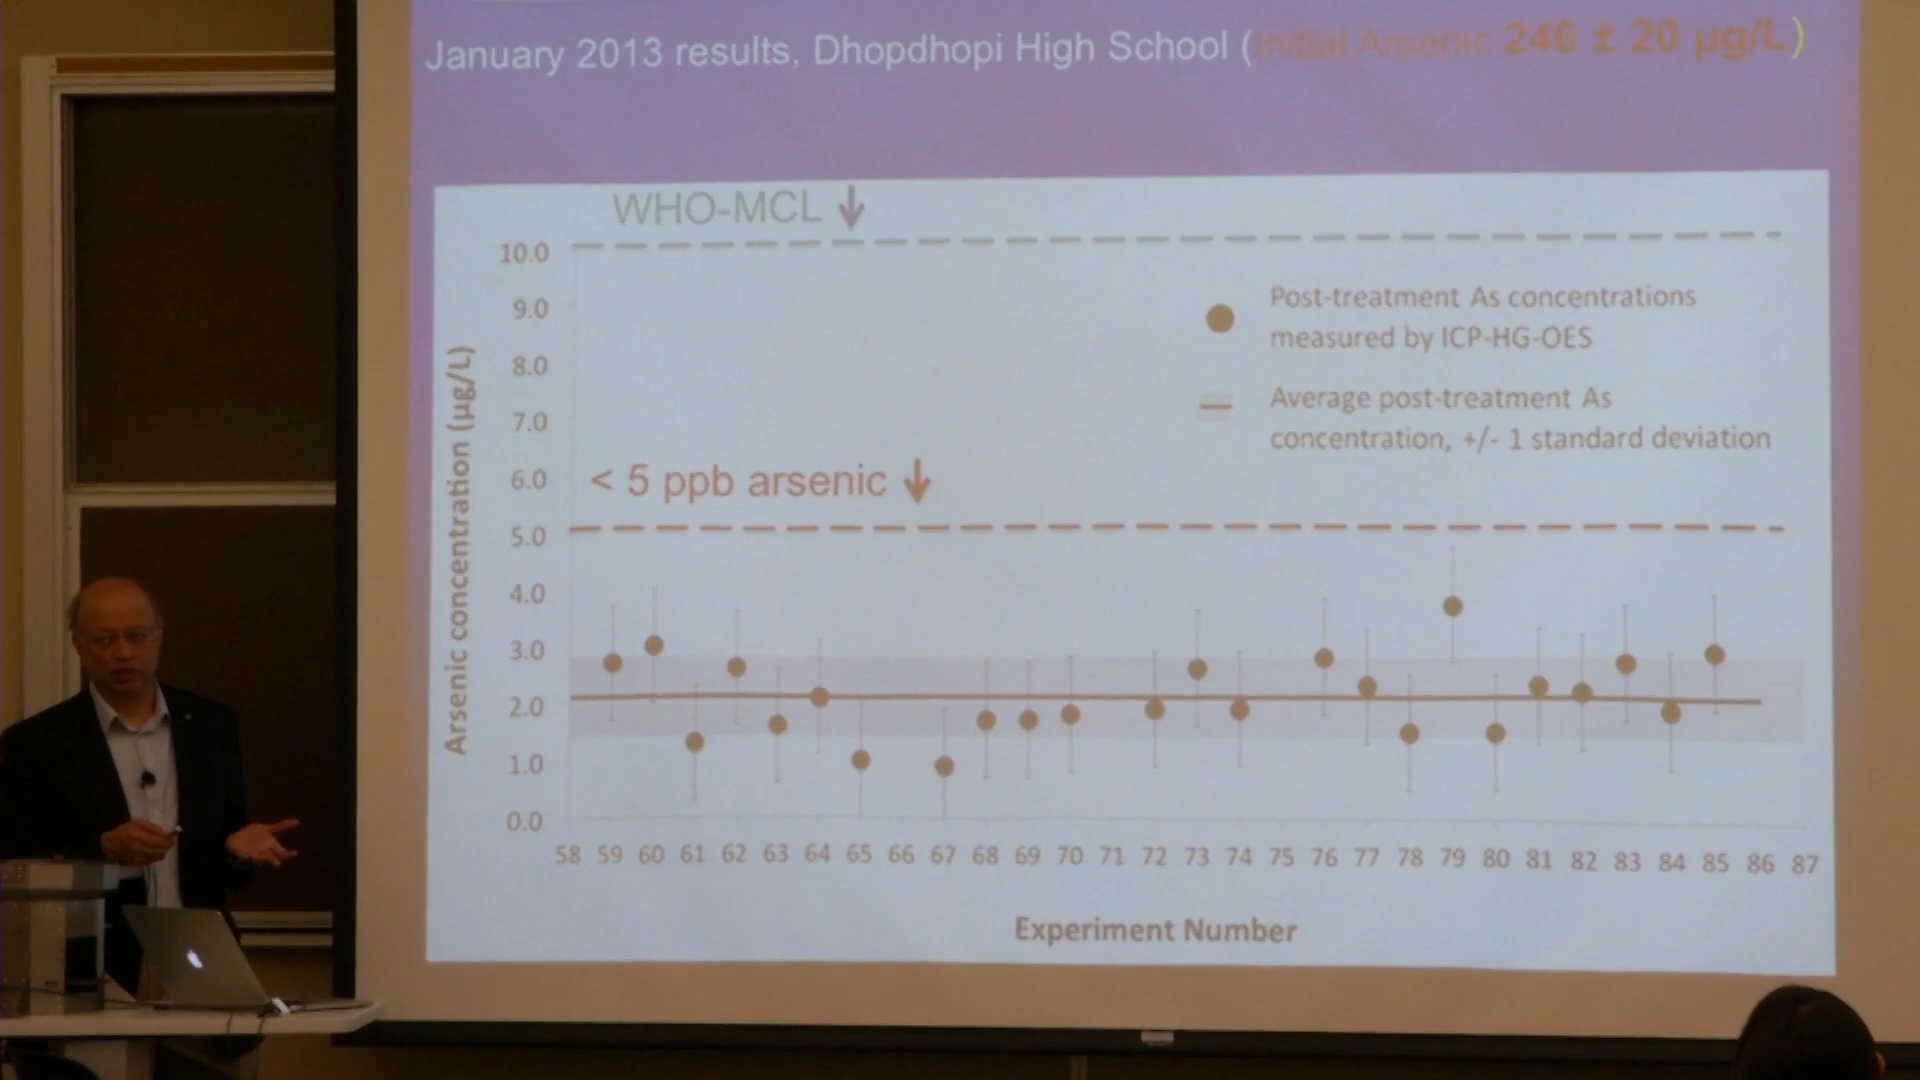 January 2013 results, Dhopdhopi High School (Initial Arsenic 246 ± 20 µg/L)
WHO-MCL ↓
10.0
9.0
8.0
7.0
6.0
5.0
4.0
3.0
2.0
1.0
0.0
Arsenic concentration (µg/L)
Post-treatment As concentrations
measured by ICP-HG-OES
Average post-treatment As
concentration, +/- 1 standard deviation
< 5 ppb arsenic ↓
58 59 60 61 62 63 64 65 66 67 68 69 70 71 72 73 74 75 76 77 78 79 80 81 82 83 84 85 86 87
Experiment Number